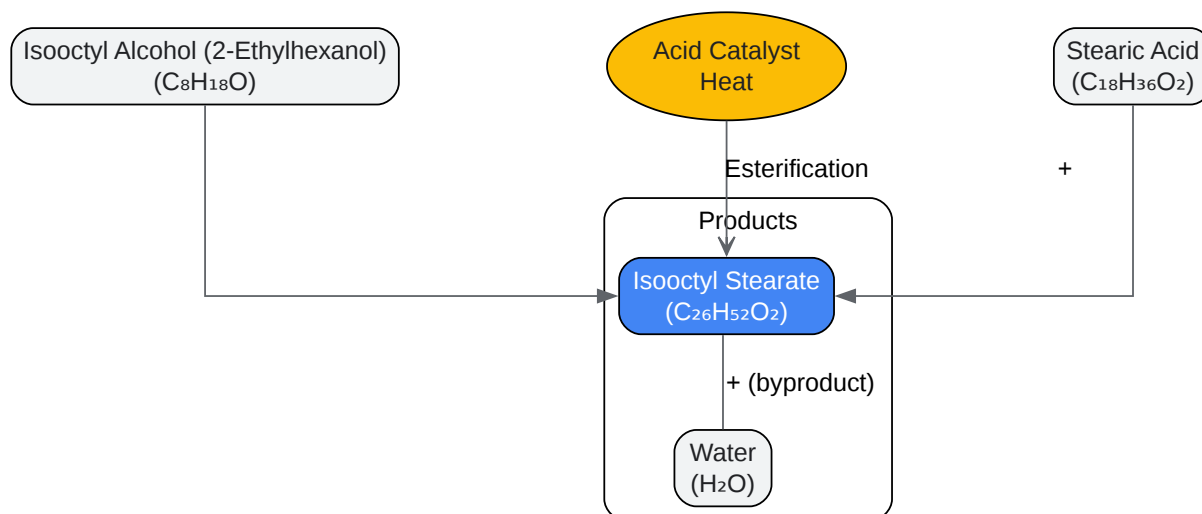 Isooctyl Alcohol (2-Ethylhexanol)
(C₈H₁₈O)
Acid Catalyst
Heat
Stearic Acid
(C₁₈H₃₆O₂)
Esterification
+
Products
Isooctyl Stearate
(C₂₆H₅₂O₂)
+ (byproduct)
Water
(H₂O)